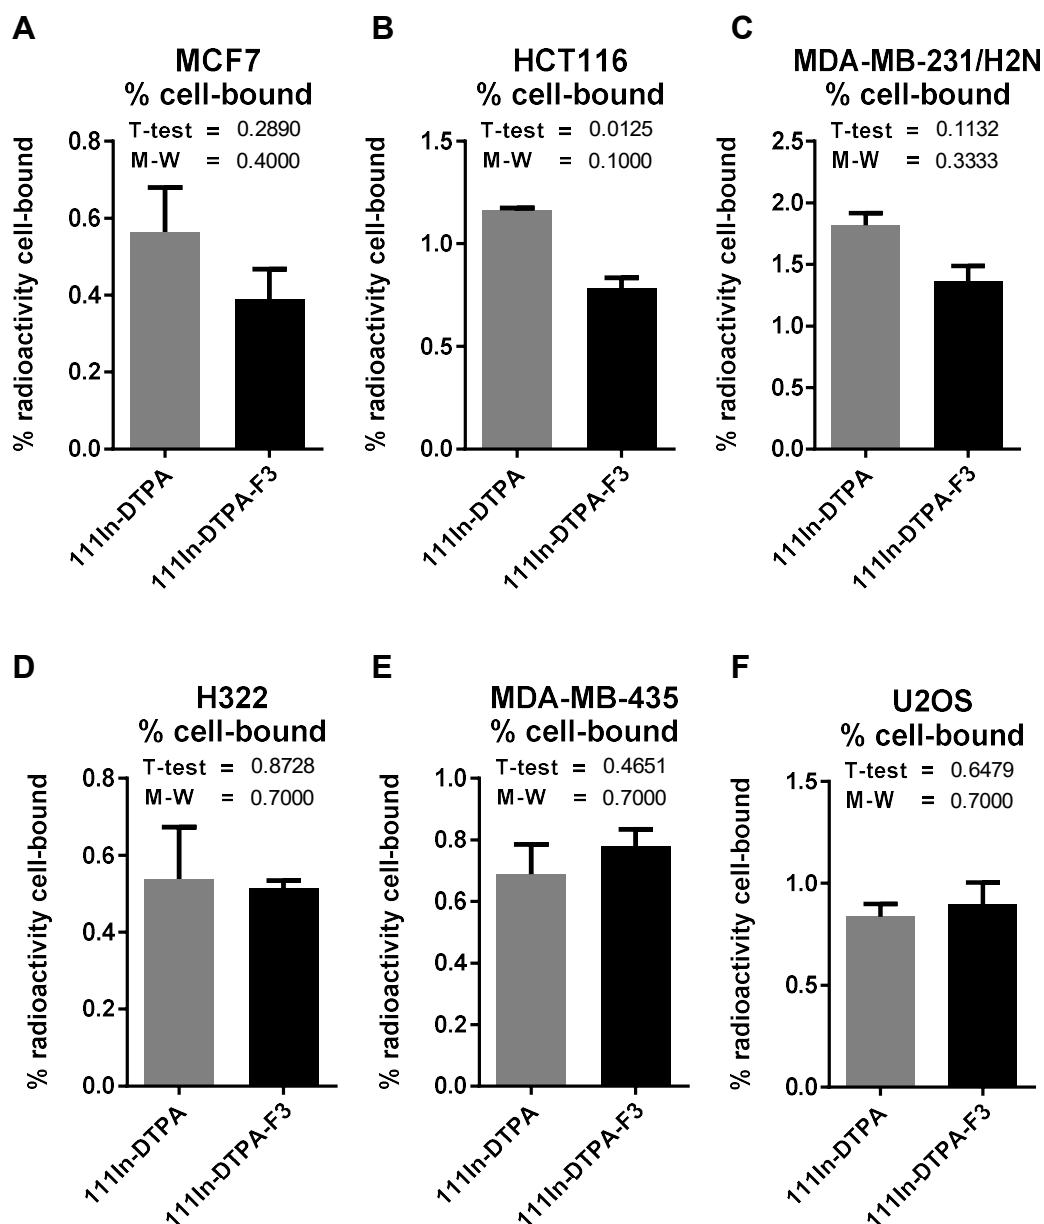 A
MCF7
% cell-bound
T-test = 0.2890
M-W = 0.4000
% radioactivity cell-bound
0.8
0.6
0.4
0.2
0.0
111In-DTPA
111In-DTPA-F3
B
HCT116
% cell-bound
T-test = 0.0125
M-W = 0.1000
% radioactivity cell-bound
1.5
1.0
0.5
0.0
111In-DTPA
111In-DTPA-F3
C
MDA-MB-231/H2N
% cell-bound
T-test = 0.1132
M-W = 0.3333
% radioactivity cell-bound
2.5
2.0
1.5
1.0
0.5
0.0
111In-DTPA
111In-DTPA-F3
D
H322
% cell-bound
T-test = 0.8728
M-W = 0.7000
% radioactivity cell-bound
0.8
0.6
0.4
0.2
0.0
111In-DTPA
111In-DTPA-F3
E
MDA-MB-435
% cell-bound
T-test = 0.4651
M-W = 0.7000
% radioactivity cell-bound
1.0
0.8
0.6
0.4
0.2
0.0
111In-DTPA
111In-DTPA-F3
F
U2OS
% cell-bound
T-test = 0.6479
M-W = 0.7000
% radioactivity cell-bound
1.5
1.0
0.5
0.0
111In-DTPA
111In-DTPA-F3